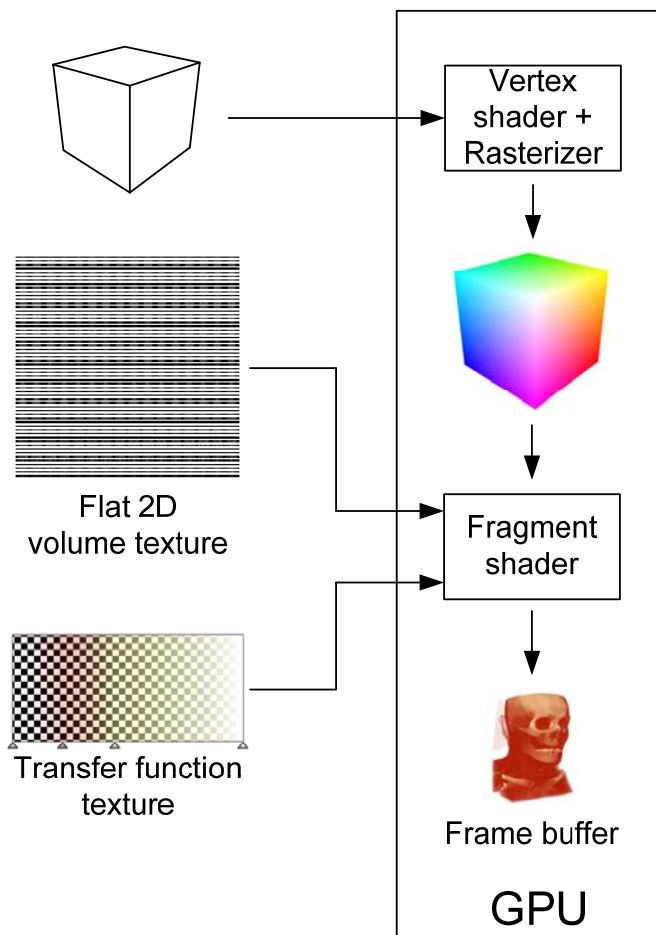 Vertex
shader +
Rasterizer
Flat 2D
volume texture
Fragment
shader
Transfer function
texture
Frame buffer
GPU